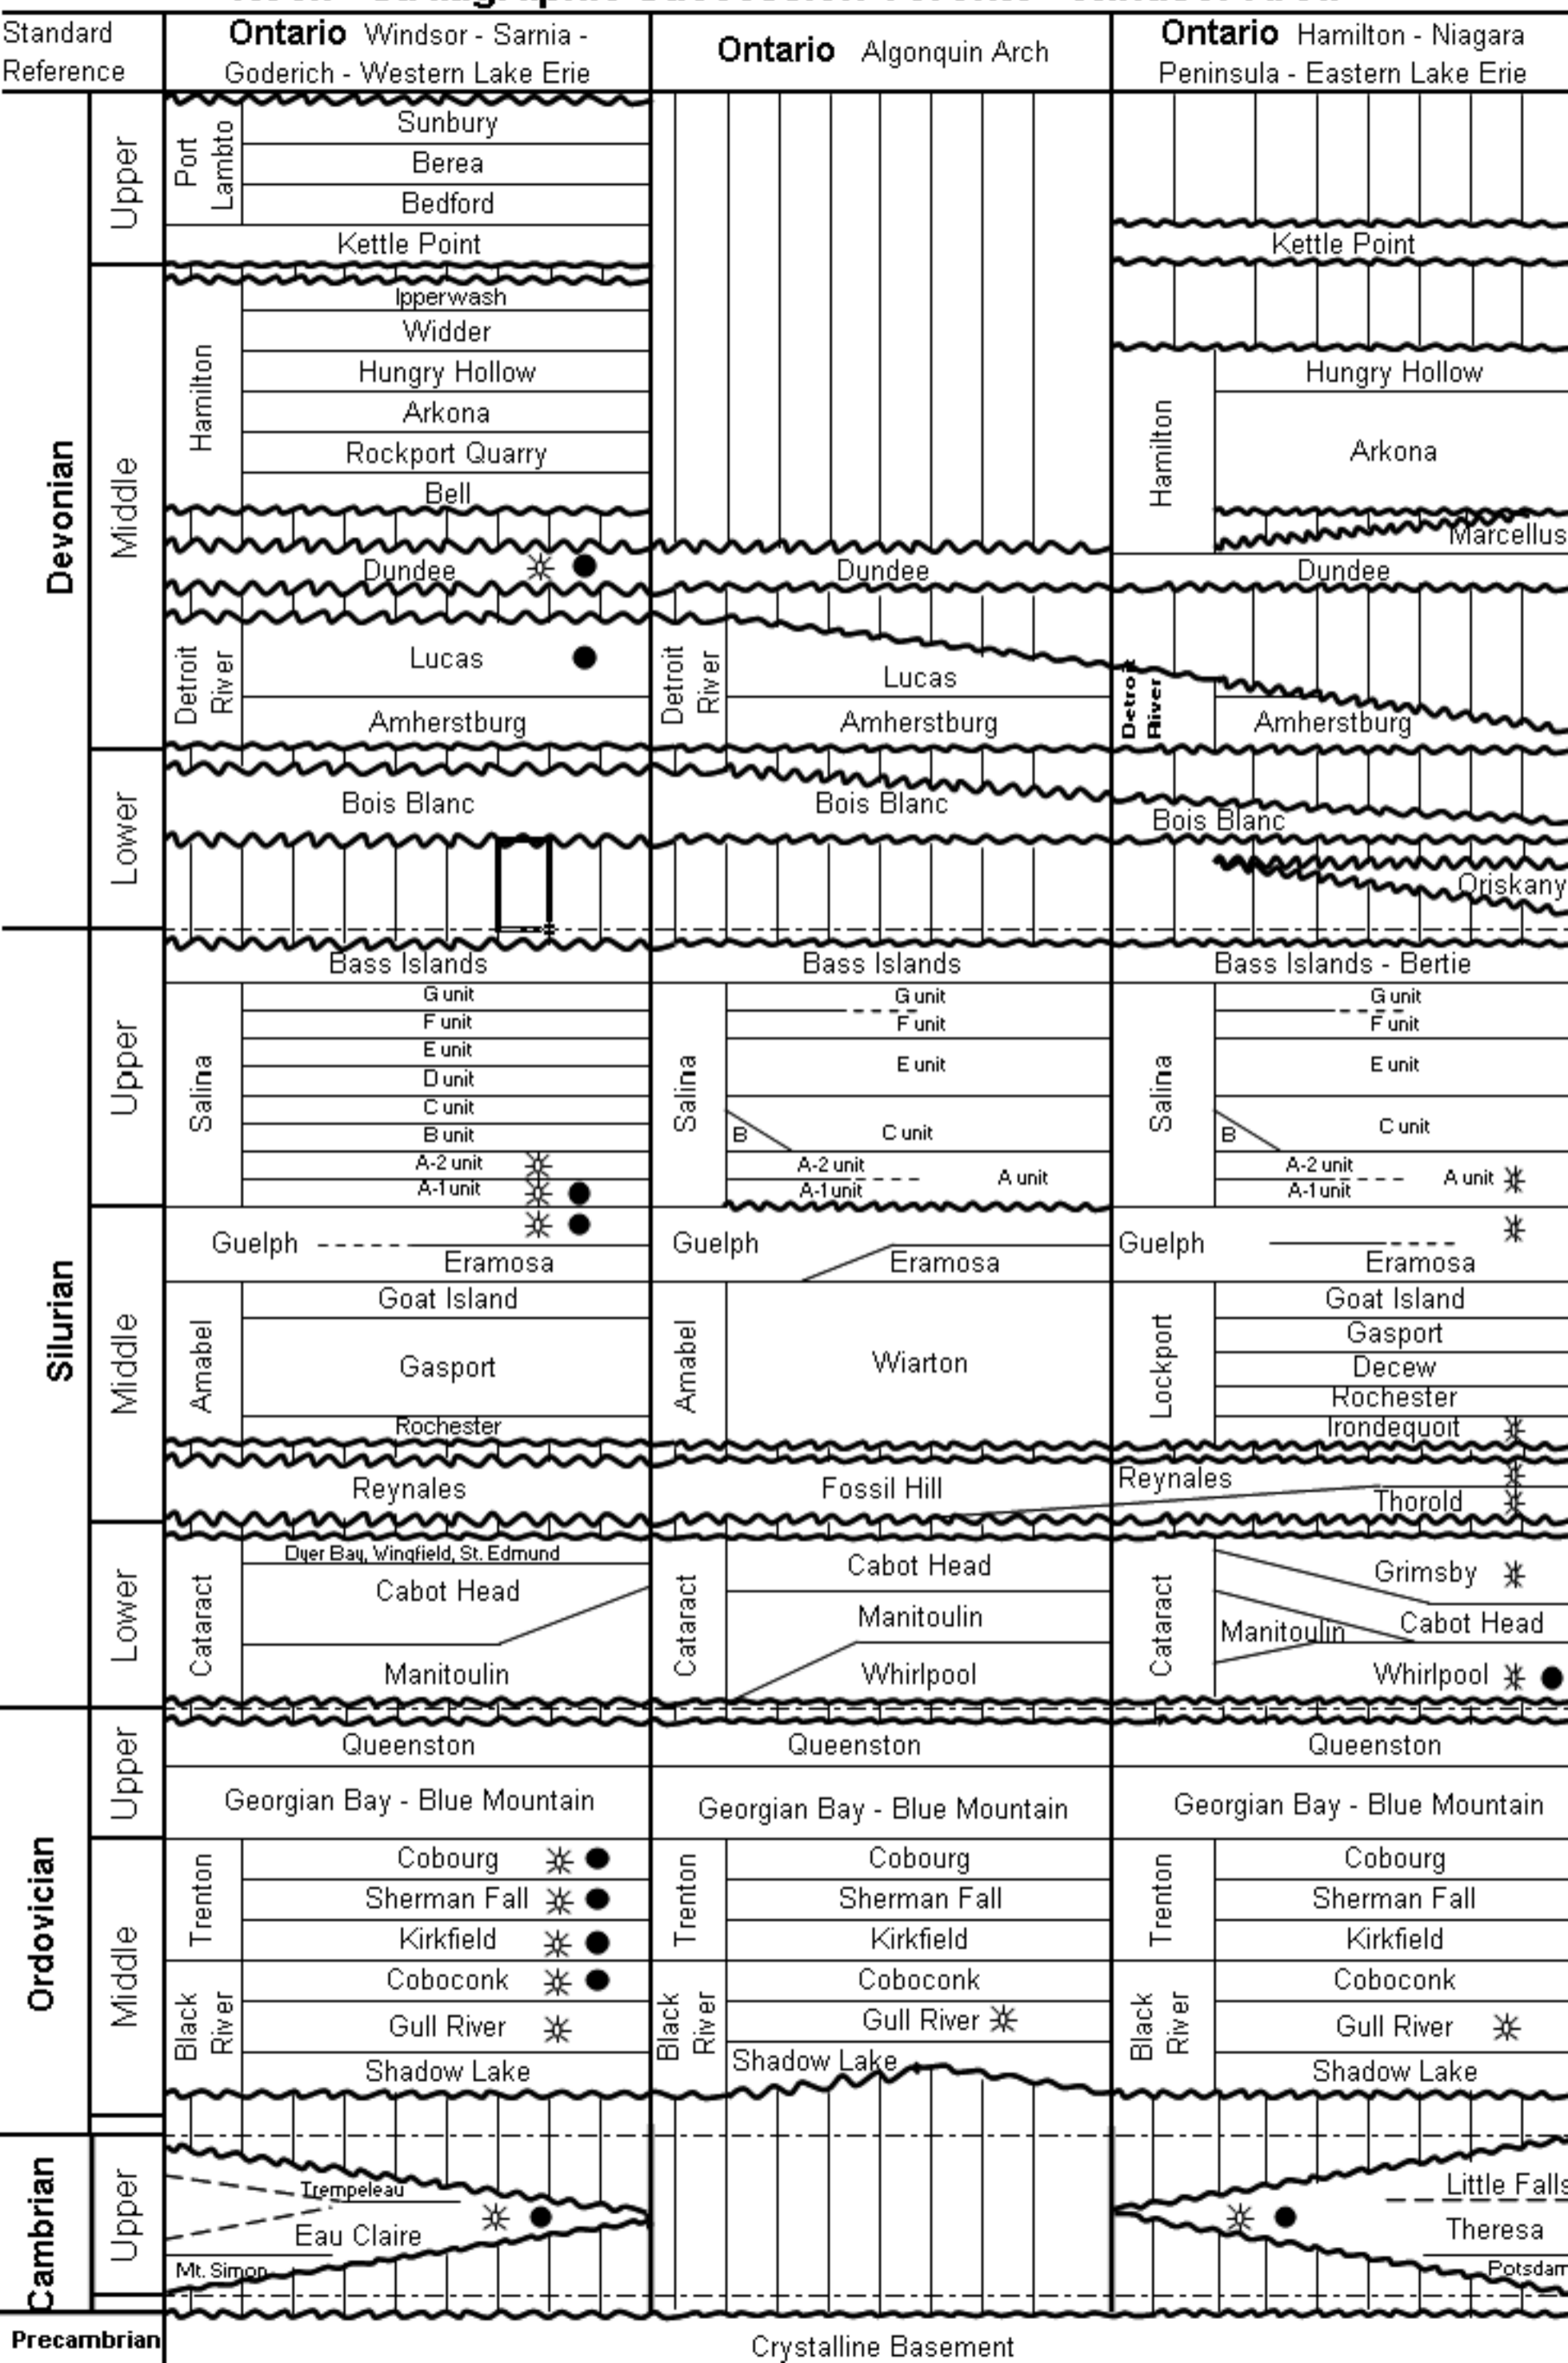 Standard
Reference
Ontario Windsor - Sarnia -
Goderich - Western Lake Erie
Ontario Algonquin Arch
Ontario Hamilton - Niagara
Peninsula - Eastern Lake Erie
Devonian
Upper
Port
Lambto
Sunbury
Berea
Bedford
Kettle Point
Kettle Point
Middle
Hamilton
Ipperwash
Widder
Hungry Hollow
Arkona
Rockport Quarry
Bell
Hamilton
Hungry Hollow
Arkona
Marcellus
Dundee
Dundee
Dundee
Detroit
River
Lucas
Amherstburg
Detroit
River
Lucas
Amherstburg
Detroit
River
Amherstburg
Lower
Bois Blanc
Bois Blanc
Bois Blanc
Oriskany
Silurian
Upper
Bass Islands
Bass Islands
Bass Islands - Bertie
Salina
G unit
F unit
E unit
D unit
C unit
B unit
A-2 unit
A-1 unit
Salina
G unit
F unit
E unit
C unit
B
A-2 unit
A-1 unit
A unit
Salina
G unit
F unit
E unit
C unit
B
A-2 unit
A-1 unit
A unit
Middle
Guelph
Eramosa
Guelph
Eramosa
Guelph
Eramosa
Amabel
Goat Island
Gasport
Rochester
Amabel
Wiarton
Lockport
Goat Island
Gasport
Decew
Rochester
Irondequoit
Reynales
Fossil Hill
Reynales
Thorold
Lower
Cataract
Dyer Bay, Wingfield, St. Edmund
Cabot Head
Manitoulin
Cataract
Cabot Head
Manitoulin
Whirlpool
Cataract
Grimsby
Cabot Head
Manitoulin
Whirlpool
Ordovician
Upper
Queenston
Queenston
Queenston
Georgian Bay - Blue Mountain
Georgian Bay - Blue Mountain
Georgian Bay - Blue Mountain
Middle
Trenton
Cobourg
Sherman Fall
Kirkfield
Trenton
Cobourg
Sherman Fall
Kirkfield
Trenton
Cobourg
Sherman Fall
Kirkfield
Black
River
Coboconk
Gull River
Shadow Lake
Black
River
Coboconk
Gull River
Shadow Lake
Black
River
Coboconk
Gull River
Shadow Lake
Cambrian
Upper
Trempeleau
Eau Claire
Mt. Simon
Little Falls
Theresa
Potsdam
Precambrian
Crystalline Basement